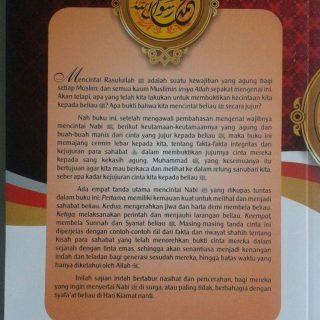 Mencintai Rasulullah ﷺ adalah suatu kewajiban yang agung bagi
setiap Muslim; dan semua kaum Muslimin insya Allah sepakat mengenai ini.
Akan tetapi, apa yang telah kita lakukan untuk membuktikan kecintaan kita
kepada beliau ﷺ? Apa bukti bahwa kita mencintai beliau ﷺ secara jujur?
Nah buku ini, setelah mengawali pembahasan mengenai wajibnya
mencintai Nabi ﷺ, berikut keutamaan-keutamaannya yang agung dan
buah-buah manis dari cinta yang jujur kepada beliau ﷺ, maka buku ini
memajang cermin lebar kepada kita, tentang fakta-fakta integritas dan
kejujuran para sahabat dalam membuktikan jujurnya cinta mereka
kepada sang kekasih agung, Muhammad ﷺ, yang kesemuanya itu
bertujuan agar kita mau berkaca dan melihat ke dalam relung sanubari kita,
seber apa kadar kejujuran cinta kita kepada beliau ﷺ.
Ada empat tanda utama mencintai Nabi ﷺ yang dikupas tuntas
dalam buku ini: Pertama, memiliki kemauan kuat untuk melihat dan menjadi
sahabat beliau. Kedua, mengerahkan jiwa dan harta demi membela beliau.
Ketiga, melaksanakan perintah dan menjauhi larangan beliau. Keempat,
membela Sunnah dan Syariat beliau ﷺ. Masing-masing tanda cinta ini
diperjelas dengan contoh-contoh riil dari fakta dan riwayat shahih tentang
kisah para sahabat yang telah menorehkan bukti cinta mereka dalam
sejarah dengan tinta emas, sehingga akan senantiasa menjadi kenangan
indah dan teladan bagi generasi sesudah mereka, hingga batas waktu yang
hanya diketahui oleh Allah
Inilah sajian indah bertabur nasihat dan pencerahan, bagi mereka
yang ingin menyertai Nabi ﷺ di surga, atau paling tidak, berbahagia dengan
syafa'at beliau di Hari Kiamat nanti.